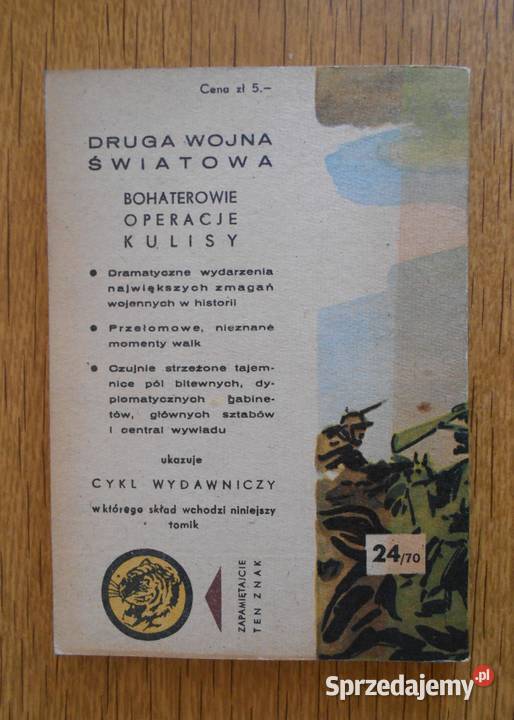 Cena zł 5.–
DRUGA WOJNA
ŚWIATOWA
BOHATEROWIE
OPERACJE
KULISY
● Dramatyczne wydarzenia
największych zmagań
wojennych w historii
● Przełomowe, nieznane
momenty walk
● Czujnie strzeżone tajem-
nice pól bitewnych, dy-
plomatycznych gabine-
tów, głównych sztabów
i central wywiadu
ukazuje
CYKL WYDAWNICZY
w którego skład wchodzi niniejszy
tomik
ZAPAMIĘTAJCIE
TEN ZNAK
24/70
Sprzedajemy.pl